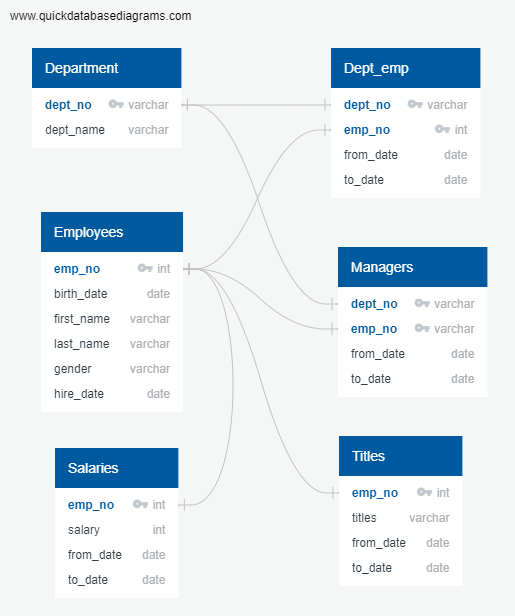 www.quickdatabasediagrams.com
Department
dept_no varchar
dept_name varchar
Dept_emp
dept_no varchar
emp_no int
from_date date
to_date date
Employees
emp_no int
birth_date date
first_name varchar
last_name varchar
gender varchar
hire_date date
Managers
dept_no varchar
emp_no varchar
from_date date
to_date date
Salaries
emp_no int
salary int
from_date date
to_date date
Titles
emp_no int
titles varchar
from_date date
to_date date